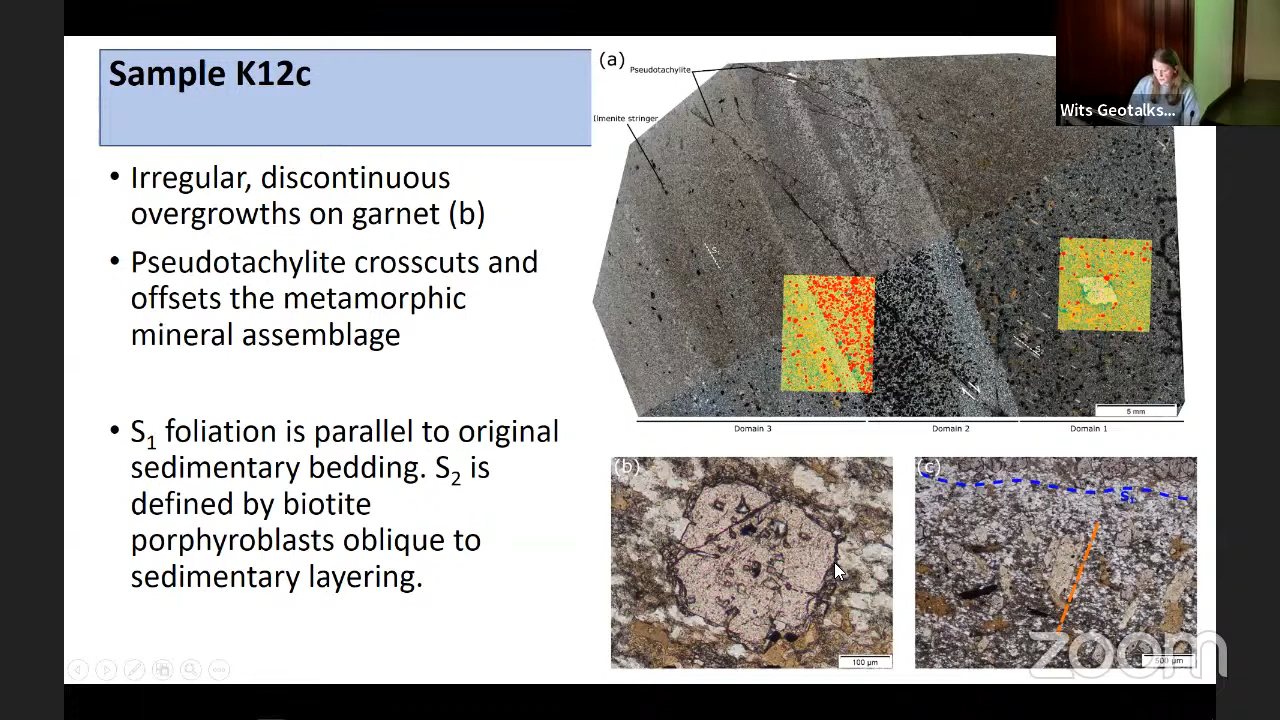 Sample K12c
• Irregular, discontinuous
overgrowths on garnet (b)
• Pseudotachylite crosscuts and
offsets the metamorphic
mineral assemblage
• S₁ foliation is parallel to original
sedimentary bedding. S₂ is
defined by biotite
porphyroblasts oblique to
sedimentary layering.
(a)
Pseudotachylite
Ilmenite stringer
5 mm
Domain 3
Domain 2
Domain 1
(b)
100 µm
(c)
S₁
500 µm
Wits Geotalks...
zoom